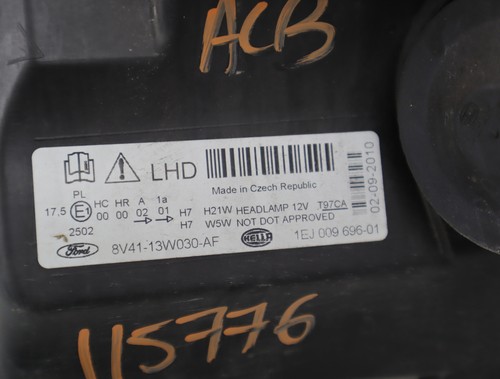 ACB
LHD
Made in Czech Republic
PL HC HR A 1a
17.5 E1 00 00 02 01 H7 H21W HEADLAMP 12V T97CA
H7 W5W NOT DOT APPROVED
2502
Ford 8V41-13W030-AF HELLA 1EJ 009 696-01
02-09-2010
115776